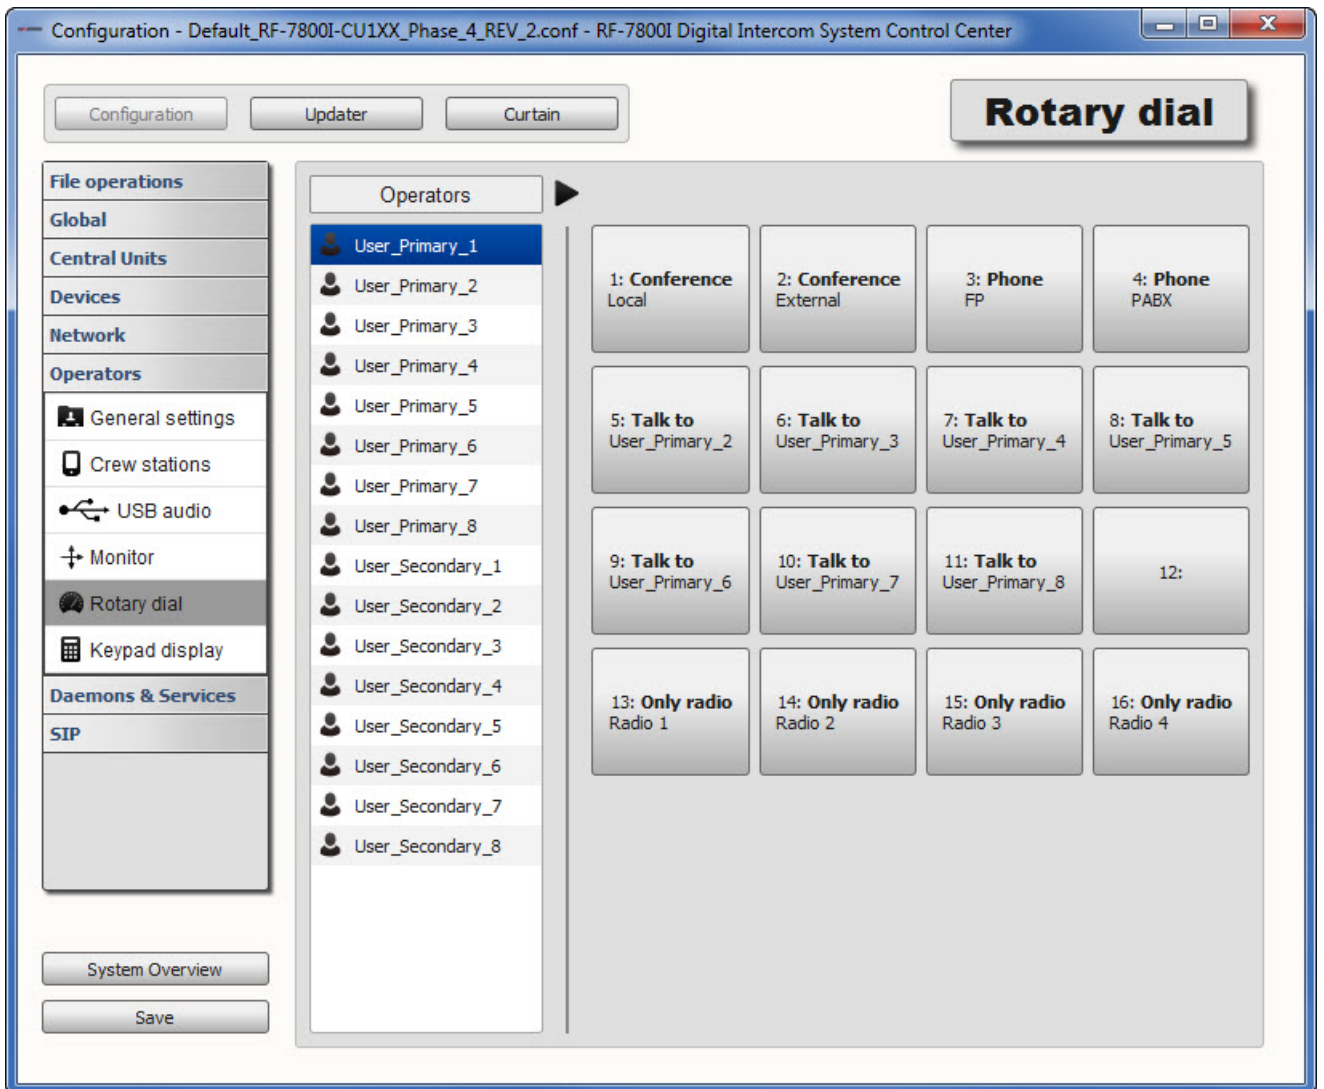 Configuration - Default_RF-7800I-CU1XX_Phase_4_REV_2.conf - RF-7800I Digital Intercom System Control Center
Configuration
Updater
Curtain
Rotary dial
File operations
Global
Central Units
Devices
Network
Operators
General settings
Crew stations
USB audio
Monitor
Rotary dial
Keypad display
Daemons & Services
SIP
System Overview
Save
Operators
User_Primary_1
User_Primary_2
User_Primary_3
User_Primary_4
User_Primary_5
User_Primary_6
User_Primary_7
User_Primary_8
User_Secondary_1
User_Secondary_2
User_Secondary_3
User_Secondary_4
User_Secondary_5
User_Secondary_6
User_Secondary_7
User_Secondary_8
1: Conference
Local
2: Conference
External
3: Phone
FP
4: Phone
PABX
5: Talk to
User_Primary_2
6: Talk to
User_Primary_3
7: Talk to
User_Primary_4
8: Talk to
User_Primary_5
9: Talk to
User_Primary_6
10: Talk to
User_Primary_7
11: Talk to
User_Primary_8
12:
13: Only radio
Radio 1
14: Only radio
Radio 2
15: Only radio
Radio 3
16: Only radio
Radio 4